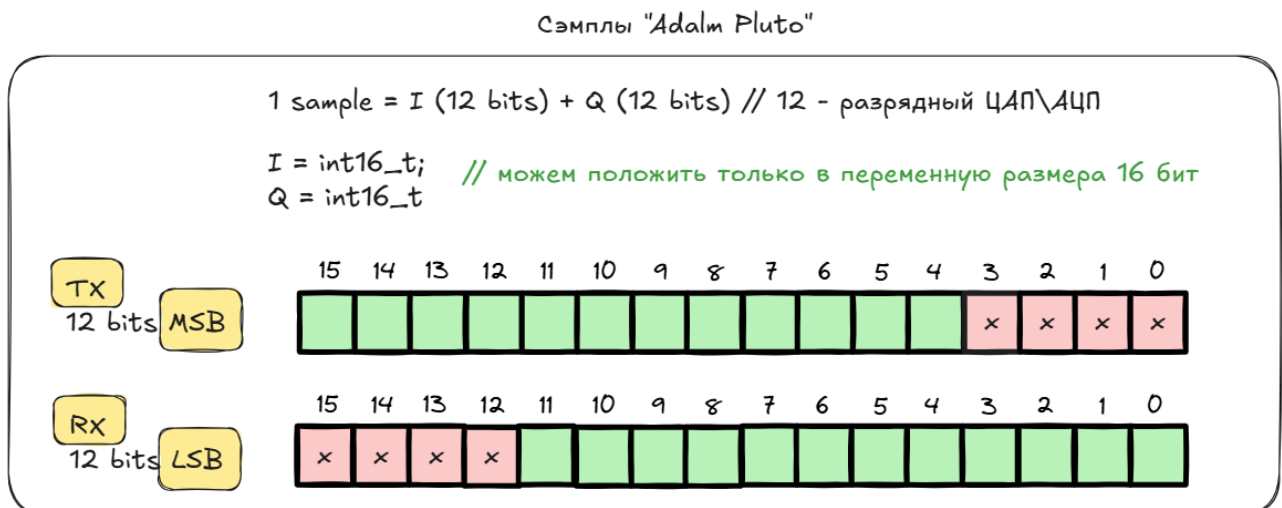 Сэмплы "Adalm Pluto"
1 sample = I (12 bits) + Q (12 bits) // 12 - разрядный ЦАП\АЦП
I = int16_t;
Q = int16_t
// можем положить только в переменную размера 16 бит
15 14 13 12 11 10 9 8 7 6 5 4 3 2 1 0
TX
12 bits MSB
x x x x
15 14 13 12 11 10 9 8 7 6 5 4 3 2 1 0
Rx
12 bits LSB
x x x x